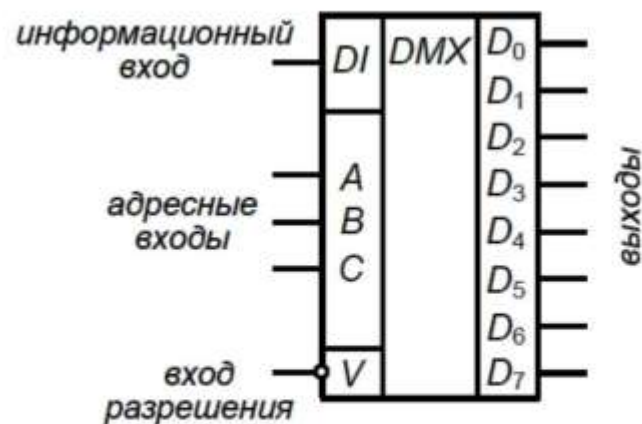 информационный
вход
DI
DMX
D₀
D₁
D₂
D₃
D₄
D₅
D₆
D₇
адресные
входы
A
B
C
вход
разрешения
V
выходы